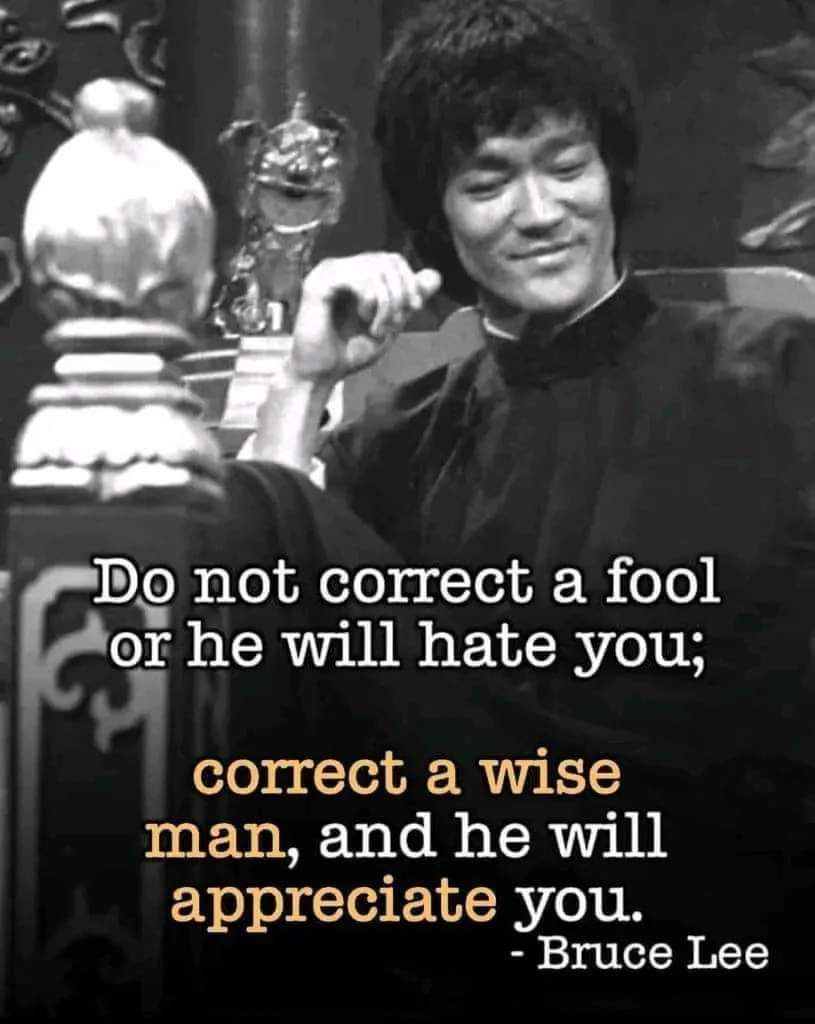 Do not correct a fool
or he will hate you;
correct a wise
man, and he will
appreciate you.
- Bruce Lee